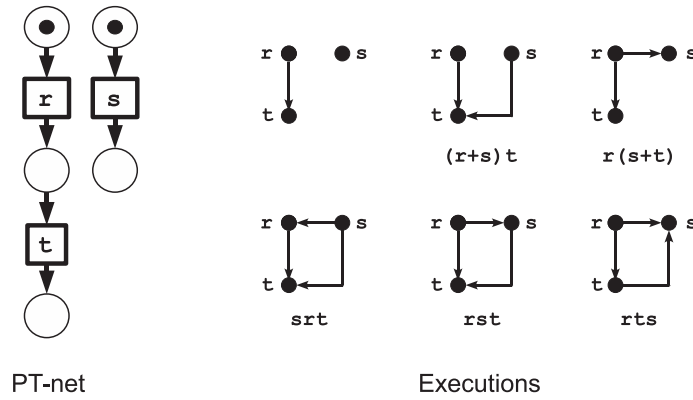 r s
t
r s
t
r s
t
(r+s)t
r s
t
r(s+t)
r s
t
srt
r s
t
rst
r s
t
rts
PT-net
Executions